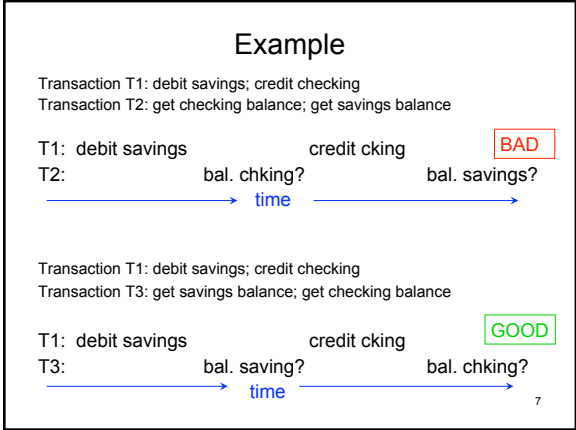 Example
Transaction T1: debit savings; credit checking
Transaction T2: get checking balance; get savings balance
T1: debit savings credit cking BAD
T2: bal. chking? bal. savings?
time
Transaction T1: debit savings; credit checking
Transaction T3: get savings balance; get checking balance
T1: debit savings credit cking GOOD
T3: bal. saving? bal. chking?
time
7